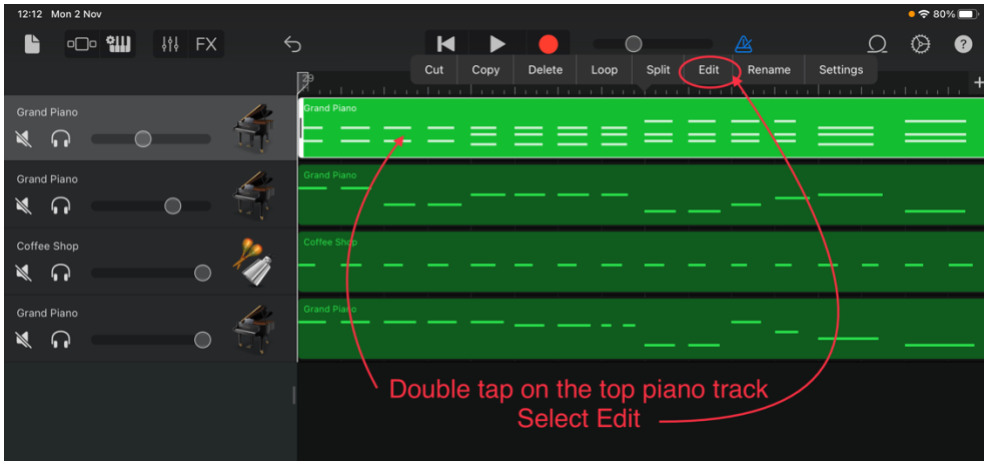 12:12 Mon 2 Nov
80%
FX
?
Cut Copy Delete Loop Split Edit Rename Settings
29
+
Grand Piano
Grand Piano
Grand Piano
Grand Piano
Coffee Shop
Coffee Shop
Grand Piano
Grand Piano
Double tap on the top piano track
Select Edit